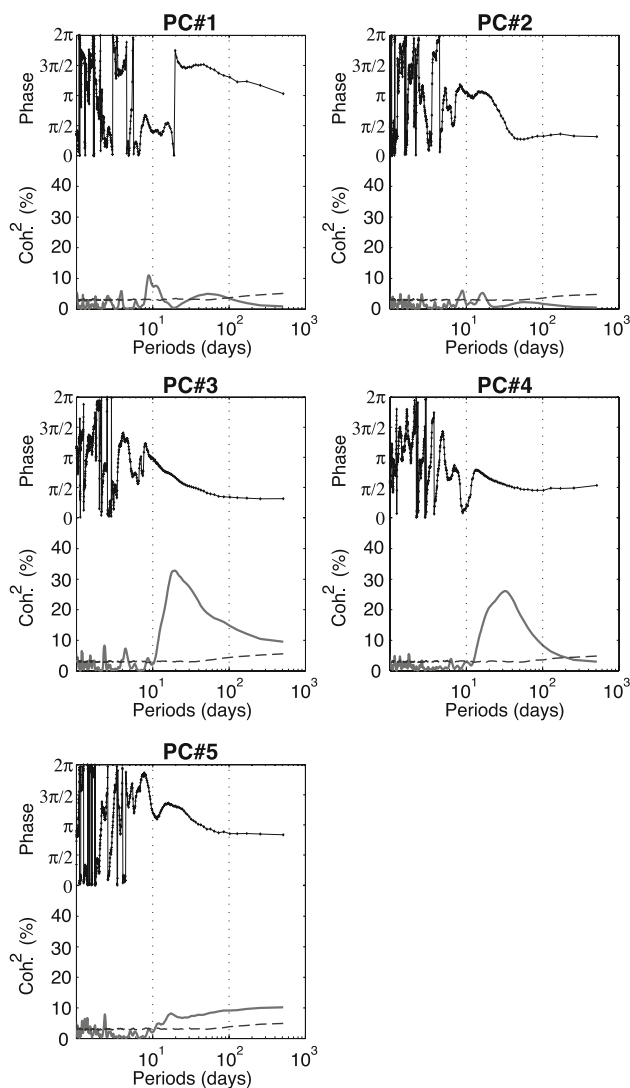 PC#1
2π
3π/2
π
π/2
0
Phase
40
30
20
10
0
Coh.² (%)
10¹ 10² 10³
Periods (days)
PC#2
2π
3π/2
π
π/2
0
Phase
40
30
20
10
0
Coh.² (%)
10¹ 10² 10³
Periods (days)
PC#3
2π
3π/2
π
π/2
0
Phase
40
30
20
10
0
Coh.² (%)
10¹ 10² 10³
Periods (days)
PC#4
2π
3π/2
π
π/2
0
Phase
40
30
20
10
0
Coh.² (%)
10¹ 10² 10³
Periods (days)
PC#5
2π
3π/2
π
π/2
0
Phase
40
30
20
10
0
Coh.² (%)
10¹ 10² 10³
Periods (days)